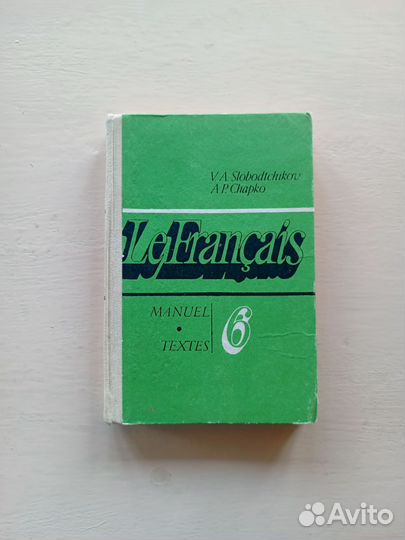 V. A. Slobodtchikov
A. P. Chapko
Le Français
MANUEL
•
TEXTES
6
Avito